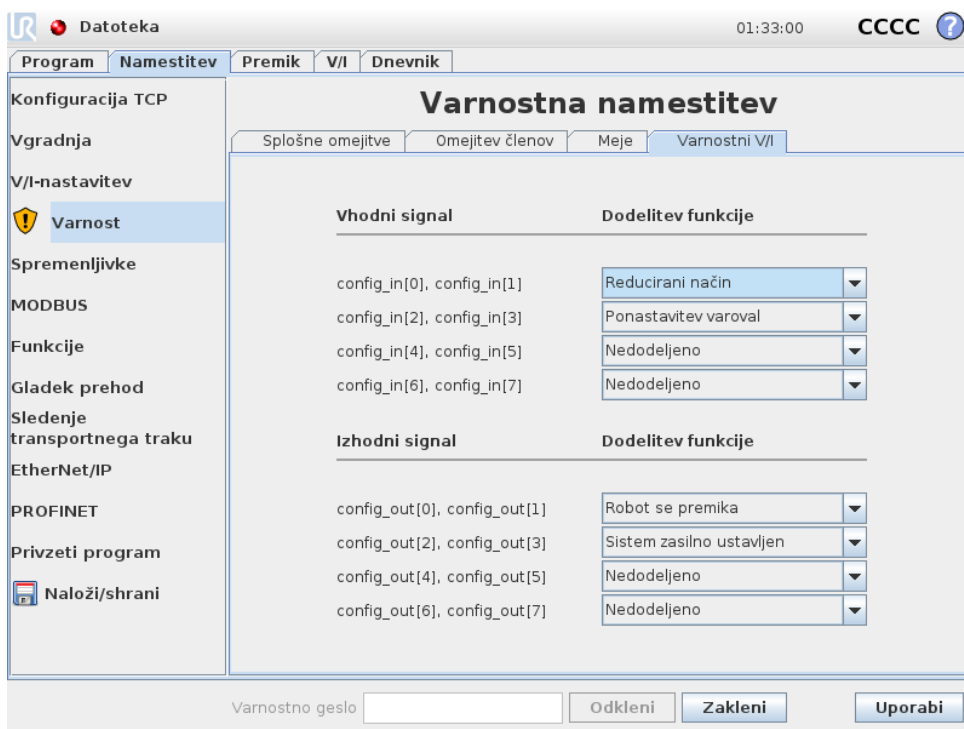 UR Datoteka 01:33:00 CCCC ?
Program Namestitev Premik V/I Dnevnik
Konfiguracija TCP
Vgradnja
V/I-nastavitev
Varnost
Spremenljivke
MODBUS
Funkcije
Gladek prehod
Sledenje
transportnega traku
EtherNet/IP
PROFINET
Privzeti program
Naloži/shrani
Varnostna namestitev
Splošne omejitve Omejitev členov Meje Varnostni V/I
Vhodni signal Dodelitev funkcije
config_in[0], config_in[1] Reducirani način
config_in[2], config_in[3] Ponastavitev varoval
config_in[4], config_in[5] Nedodeljeno
config_in[6], config_in[7] Nedodeljeno
Izhodni signal Dodelitev funkcije
config_out[0], config_out[1] Robot se premika
config_out[2], config_out[3] Sistem zasilno ustavljen
config_out[4], config_out[5] Nedodeljeno
config_out[6], config_out[7] Nedodeljeno
Varnostno geslo Odkleni Zakleni Uporabi